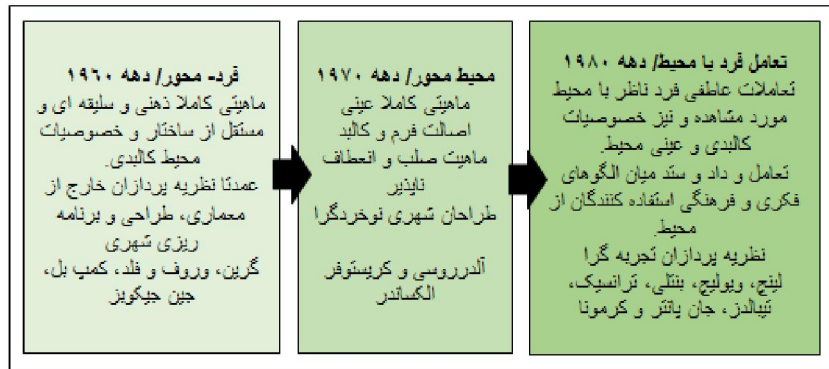 فرد- محور/ دهه ۱۹۶۰
ماهیتی کاملا ذهنی و سلیقه ای و
مستقل از ساختار و خصوصیات
محیط کالبدی.
عمدتا نظریه پردازان خارج از
معماری، طراحی و برنامه
ریزی شهری
گرین، وروف و فلد، کمپ بل،
جین جیکوبز
محیط محور/ دهه ۱۹۷۰
ماهیتی کاملا عینی
اصالت فرم و کالبد
ماهیت صلب و انعطاف
ناپذیر
طراحان شهری نوخردگرا
آلدرروسی و کریستوفر
الکساندر
تعامل فرد با محیط/ دهه ۱۹۸۰
تعاملات عاطفی فرد ناظر با محیط
مورد مشاهده و نیز خصوصیات
کالبدی و عینی محیط.
تعامل و داد و ستد میان الگوهای
فکری و فرهنگی استفاده کنندگان از
محیط.
نظریه پردازان تجربه گرا
لینچ، ویولیچ، بنتلی، ترانسیک،
تیبالدز، جان پانتر و کرمونا